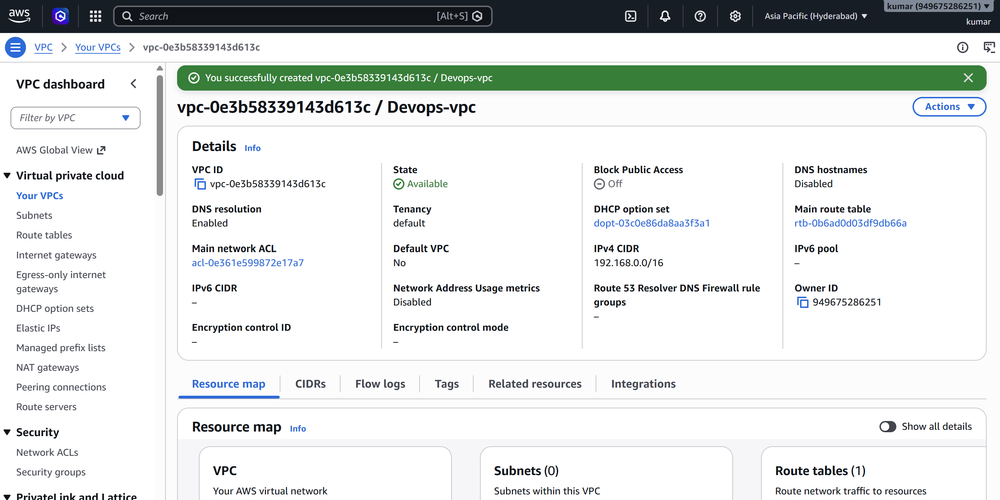 aws
Search
[Alt+S]
Asia Pacific (Hyderabad)
kumar (949675286251)
kumar
VPC
Your VPCs
vpc-0e3b58339143d613c
VPC dashboard
Filter by VPC
AWS Global View
Virtual private cloud
Your VPCs
Subnets
Route tables
Internet gateways
Egress-only internet
gateways
DHCP option sets
Elastic IPs
Managed prefix lists
NAT gateways
Peering connections
Route servers
Security
Network ACLs
Security groups
PrivateLink and Lattice
You successfully created vpc-0e3b58339143d613c / Devops-vpc
vpc-0e3b58339143d613c / Devops-vpc
Actions
Details Info
VPC ID
vpc-0e3b58339143d613c
State
Available
Block Public Access
Off
DNS hostnames
Disabled
DNS resolution
Enabled
Tenancy
default
DHCP option set
dopt-03c0e86da8aa3f3a1
Main route table
rtb-0b6ad0d03df9db66a
Main network ACL
acl-0e361e599872e17a7
Default VPC
No
IPv4 CIDR
192.168.0.0/16
IPv6 pool
–
IPv6 CIDR
–
Network Address Usage metrics
Disabled
Route 53 Resolver DNS Firewall rule
groups
–
Owner ID
949675286251
Encryption control ID
–
Encryption control mode
–
Resource map
CIDRs
Flow logs
Tags
Related resources
Integrations
Resource map Info
Show all details
VPC
Your AWS virtual network
Subnets (0)
Subnets within this VPC
Route tables (1)
Route network traffic to resources